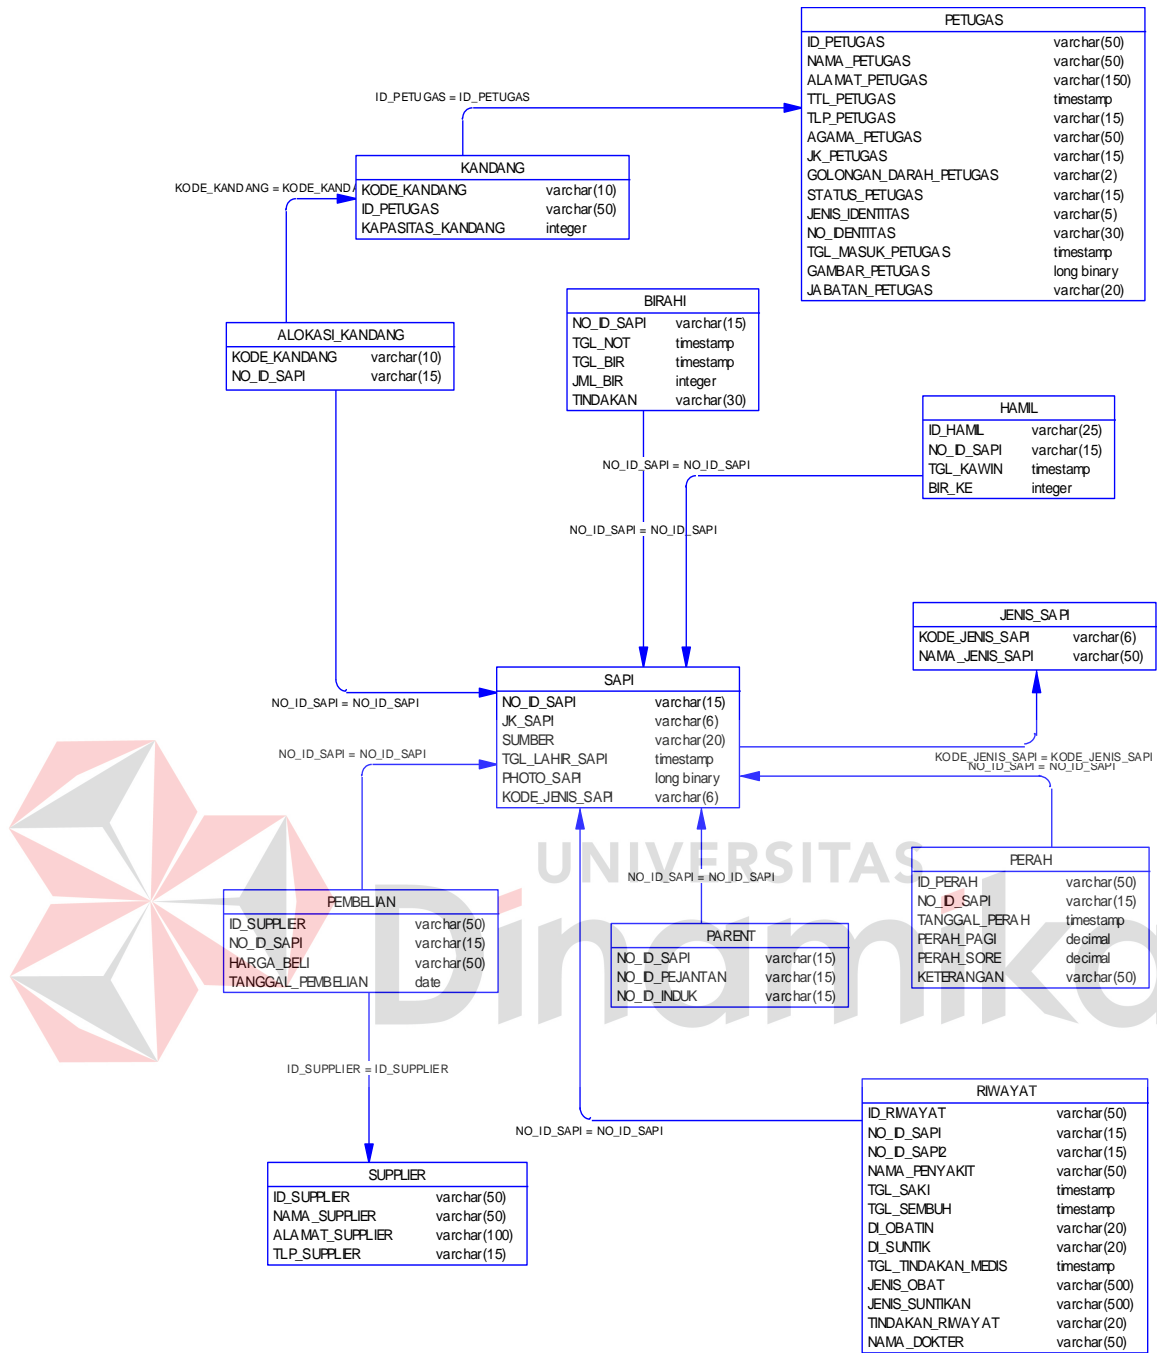 PETUGAS
ID_PETUGAS varchar(50)
NAMA_PETUGAS varchar(50)
ALAMAT_PETUGAS varchar(150)
TTL_PETUGAS timestamp
TLP_PETUGAS varchar(15)
AGAMA_PETUGAS varchar(50)
JK_PETUGAS varchar(15)
GOLONGAN_DARAH_PETUGAS varchar(2)
STATUS_PETUGAS varchar(15)
JENIS_IDENTITAS varchar(5)
NO_IDENTITAS varchar(30)
TGL_MASUK_PETUGAS timestamp
GAMBAR_PETUGAS long binary
JABATAN_PETUGAS varchar(20)
ID_PETUGAS = ID_PETUGAS
KANDANG
KODE_KANDANG varchar(10)
ID_PETUGAS varchar(50)
KAPASITAS_KANDANG integer
KODE_KANDANG = KODE_KANDA
ALOKASI_KANDANG
KODE_KANDANG varchar(10)
NO_ID_SAPI varchar(15)
BIRAHI
NO_ID_SAPI varchar(15)
TGL_NOT timestamp
TGL_BIR timestamp
JML_BIR integer
TINDAKAN varchar(30)
HAMIL
ID_HAMIL varchar(25)
NO_ID_SAPI varchar(15)
TGL_KAWIN timestamp
BIR_KE integer
NO_ID_SAPI = NO_ID_SAPI
NO_ID_SAPI = NO_ID_SAPI
JENIS_SAPI
KODE_JENIS_SAPI varchar(6)
NAMA_JENIS_SAPI varchar(50)
SAPI
NO_ID_SAPI varchar(15)
JK_SAPI varchar(6)
SUMBER varchar(20)
TGL_LAHIR_SAPI timestamp
PHOTO_SAPI long binary
KODE_JENIS_SAPI varchar(6)
NO_ID_SAPI = NO_ID_SAPI
NO_ID_SAPI = NO_ID_SAPI
KODE_JENIS_SAPI = KODE_JENIS_SAPI
NO_ID_SAPI = NO_ID_SAPI
UNIVERSITAS
Dinamika
NO_ID_SAPI = NO_ID_SAPI
PERAH
ID_PERAH varchar(50)
NO_ID_SAPI varchar(15)
TANGGAL_PERAH timestamp
PERAH_PAGI decimal
PERAH_SORE decimal
KETERANGAN varchar(50)
PEMBELIAN
ID_SUPPLIER varchar(50)
NO_ID_SAPI varchar(15)
HARGA_BELI varchar(50)
TANGGAL_PEMBELIAN date
PARENT
NO_ID_SAPI varchar(15)
NO_ID_PEJANTAN varchar(15)
NO_ID_INDUK varchar(15)
ID_SUPPLIER = ID_SUPPLIER
NO_ID_SAPI = NO_ID_SAPI
RIWAYAT
ID_RIWAYAT varchar(50)
NO_ID_SAPI varchar(15)
NO_ID_SAPI2 varchar(15)
NAMA_PENYAKIT varchar(50)
TGL_SAKI timestamp
TGL_SEMBUH timestamp
DI_OBATIN varchar(20)
DI_SUNTIK varchar(20)
TGL_TINDAKAN_MEDIS timestamp
JENIS_OBAT varchar(500)
JENIS_SUNTIKAN varchar(500)
TINDAKAN_RIWAYAT varchar(20)
NAMA_DOKTER varchar(50)
SUPPLIER
ID_SUPPLIER varchar(50)
NAMA_SUPPLIER varchar(50)
ALAMAT_SUPPLIER varchar(100)
TLP_SUPPLIER varchar(15)